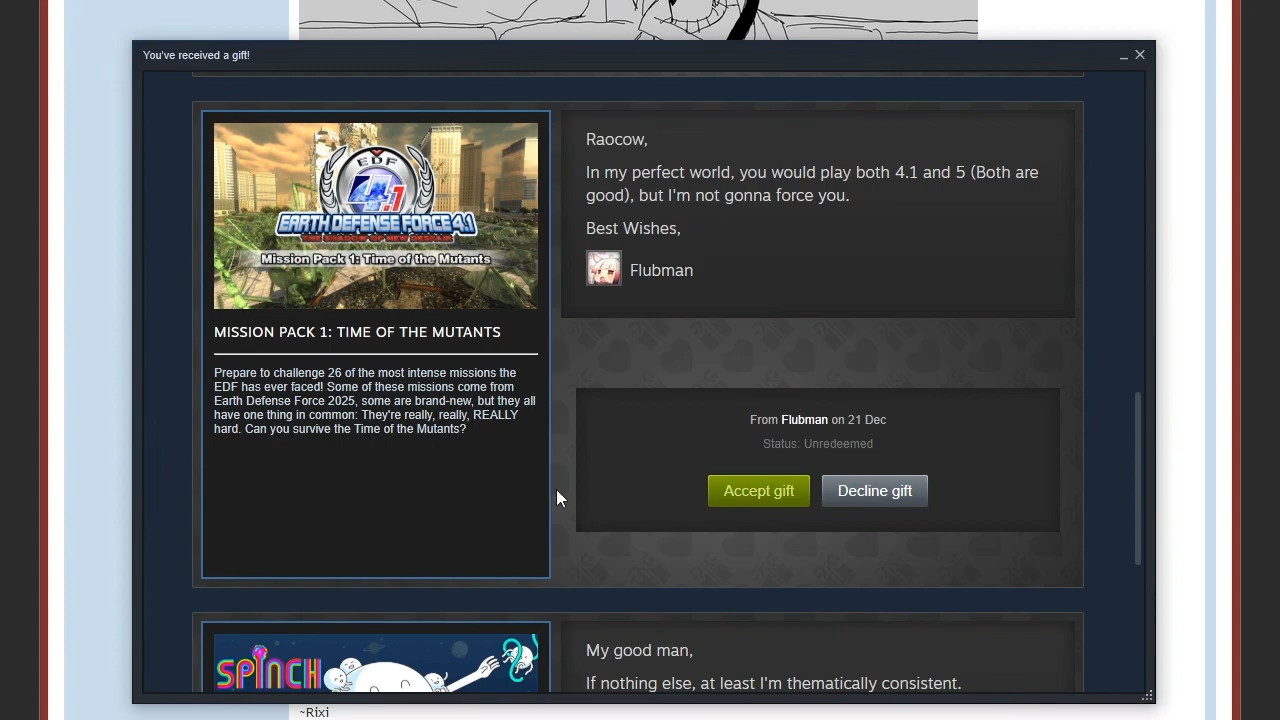 You've received a gift!
EDF
4.1
EARTH DEFENSE FORCE 4.1
THE SHADOW OF NEW DESPAIR
Mission Pack 1: Time of the Mutants
MISSION PACK 1: TIME OF THE MUTANTS
Prepare to challenge 26 of the most intense missions the
EDF has ever faced! Some of these missions come from
Earth Defense Force 2025, some are brand-new, but they all
have one thing in common: They're really, really, REALLY
hard. Can you survive the Time of the Mutants?
Raocow,
In my perfect world, you would play both 4.1 and 5 (Both are
good), but I'm not gonna force you.
Best Wishes,
Flubman
From Flubman on 21 Dec
Status: Unredeemed
Accept gift
Decline gift
SPINCH
My good man,
If nothing else, at least I'm thematically consistent.
~Rixi